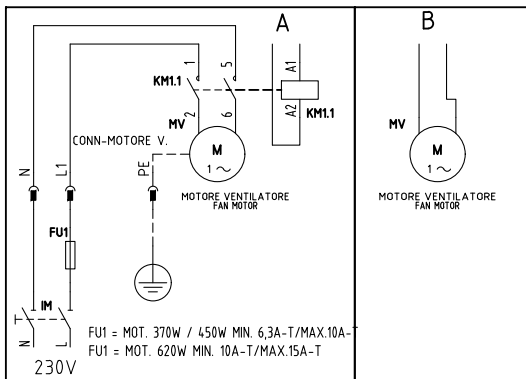 A
B
1
5
KM1.1
A1
A2
KM1.1
2
6
MV
MV
CONN-MOTORE V.
M
1 ~
M
1 ~
N
L1
PE
MOTORE VENTILATORE
FAN MOTOR
MOTORE VENTILATORE
FAN MOTOR
FU1
IM
N
L
FU1 = MOT. 370W / 450W MIN. 6,3A-T/MAX.10A-T
FU1 = MOT. 620W MIN. 10A-T/MAX.15A-T
230V